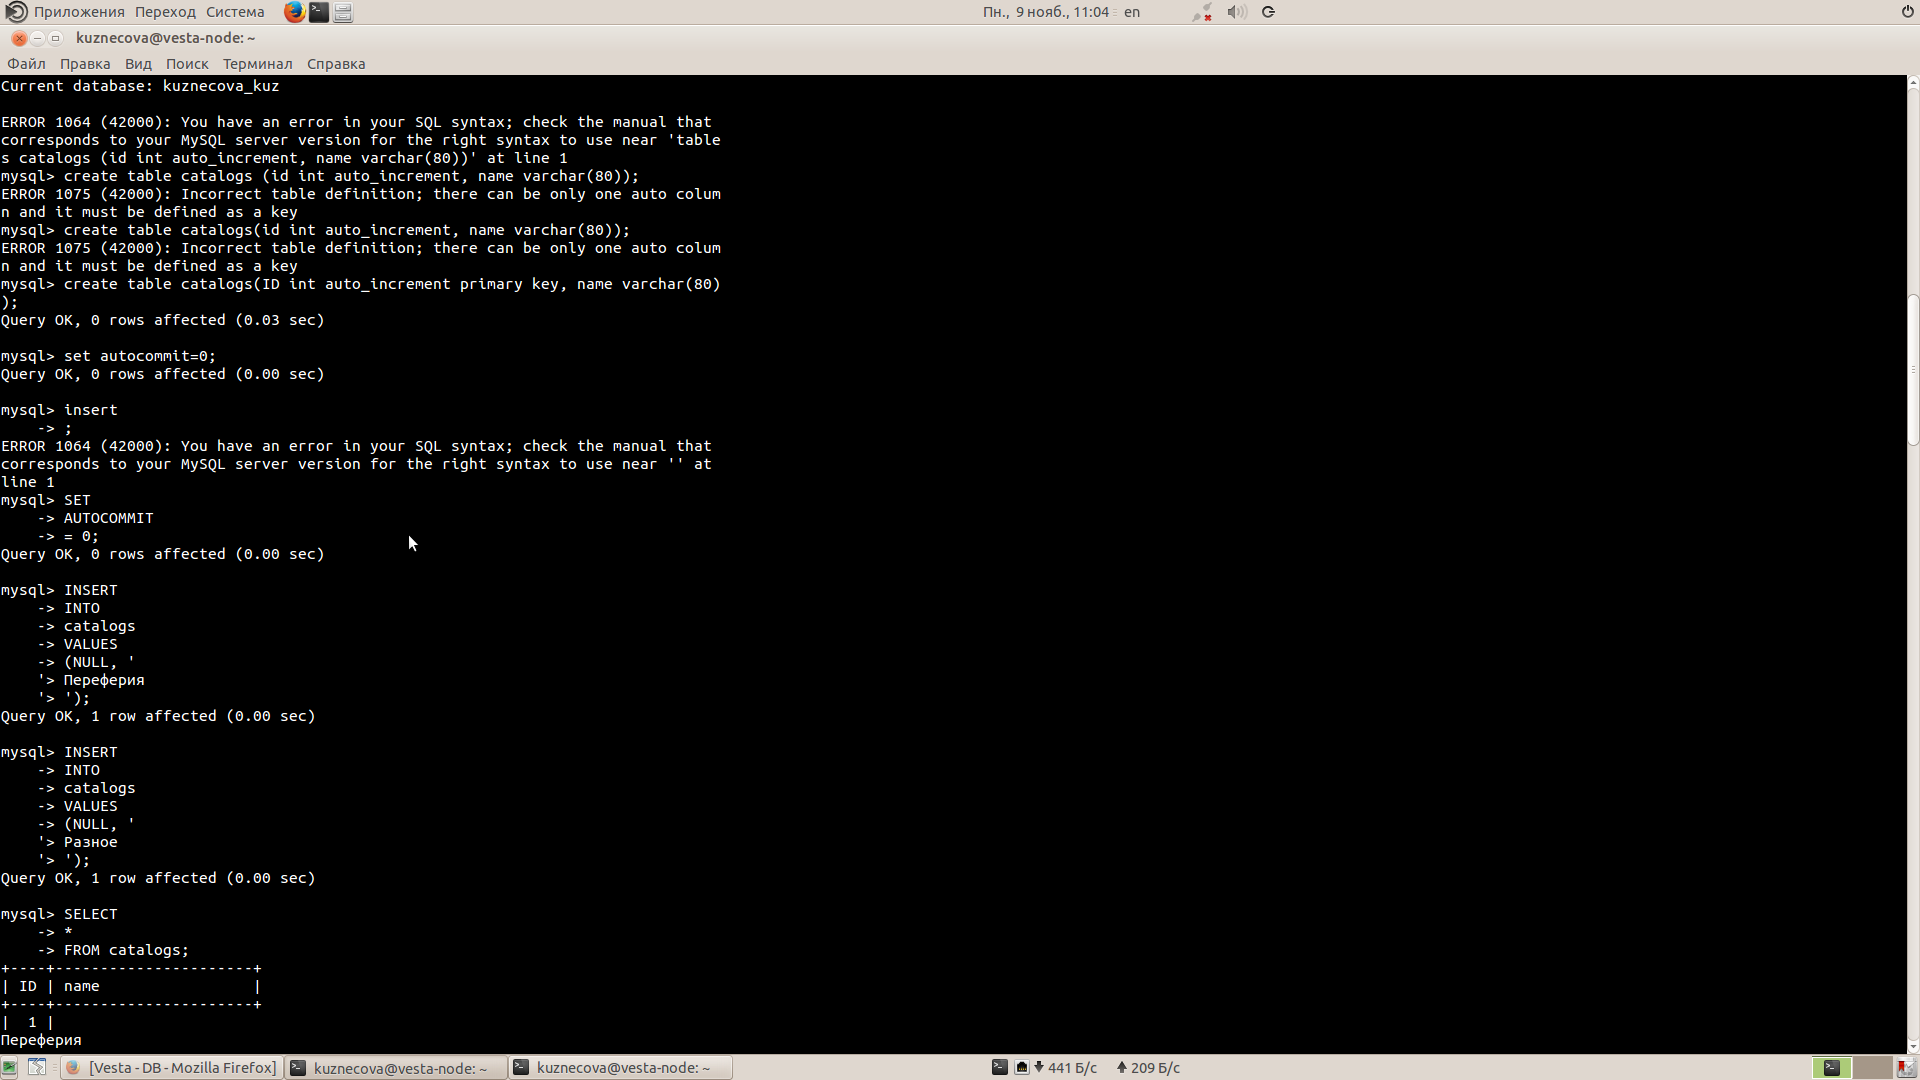 Приложения Переход Система
Пн., 9 нояб., 11:04 en
kuznecova@vesta-node: ~
Файл Правка Вид Поиск Терминал Справка
Current database: kuznecova_kuz
ERROR 1064 (42000): You have an error in your SQL syntax; check the manual that
corresponds to your MySQL server version for the right syntax to use near 'table
s catalogs (id int auto_increment, name varchar(80))' at line 1
mysql> create table catalogs (id int auto_increment, name varchar(80));
ERROR 1075 (42000): Incorrect table definition; there can be only one auto colum
n and it must be defined as a key
mysql> create table catalogs(id int auto_increment, name varchar(80));
ERROR 1075 (42000): Incorrect table definition; there can be only one auto colum
n and it must be defined as a key
mysql> create table catalogs(ID int auto_increment primary key, name varchar(80)
);
Query OK, 0 rows affected (0.03 sec)
mysql> set autocommit=0;
Query OK, 0 rows affected (0.00 sec)
mysql> insert
    -> ;
ERROR 1064 (42000): You have an error in your SQL syntax; check the manual that
corresponds to your MySQL server version for the right syntax to use near '' at
line 1
mysql> SET
    -> AUTOCOMMIT
    -> = 0;
Query OK, 0 rows affected (0.00 sec)
mysql> INSERT
    -> INTO
    -> catalogs
    -> VALUES
    -> (NULL, '
    '> Переферия
    '> ');
Query OK, 1 row affected (0.00 sec)
mysql> INSERT
    -> INTO
    -> catalogs
    -> VALUES
    -> (NULL, '
    '> Разное
    '> ');
Query OK, 1 row affected (0.00 sec)
mysql> SELECT
    -> *
    -> FROM catalogs;
+----+----------------------+
| ID | name                 |
+----+----------------------+
|  1 |
Переферия
[Vesta - DB - Mozilla Firefox] kuznecova@vesta-node: ~ kuznecova@vesta-node: ~ 441 Б/с 209 Б/с